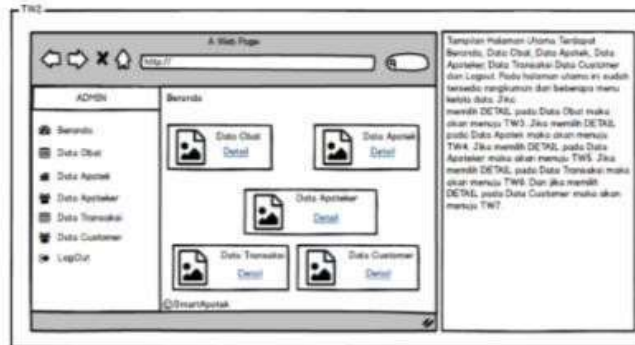 TW2
A Web Page
http://
ADMIN
Beranda
Data Obat
Data Apotek
Data Apoteker
Data Transaksi
Data Customer
LogOut
Beranda
Data Obat
Detail
Data Apotek
Detail
Data Apoteker
Detail
Data Transaksi
Detail
Data Customer
Detail
©SmartApotek
Tampilan Halaman Utama Terdapat
Beranda, Data Obat, Data Apotek, Data
Apoteker, Data Transaksi Data Customer
dan Logout. Pada halaman utama ini sudah
tersedia rangkuman dari beberapa menu
kelola data. Jika
memilih DETAIL pada Data Obat maka
akan menuju TW3. Jika memilih DETAIL
pada Data Apotek maka akan menuju
TW4. Jika memilih DETAIL pada Data
Apoteker maka akan menuju TW5. Jika
memilih DETAIL pada Data Transaksi maka
akan menuju TW6. Dan jika memilih
DETAIL pada Data Customer maka akan
menuju TW7